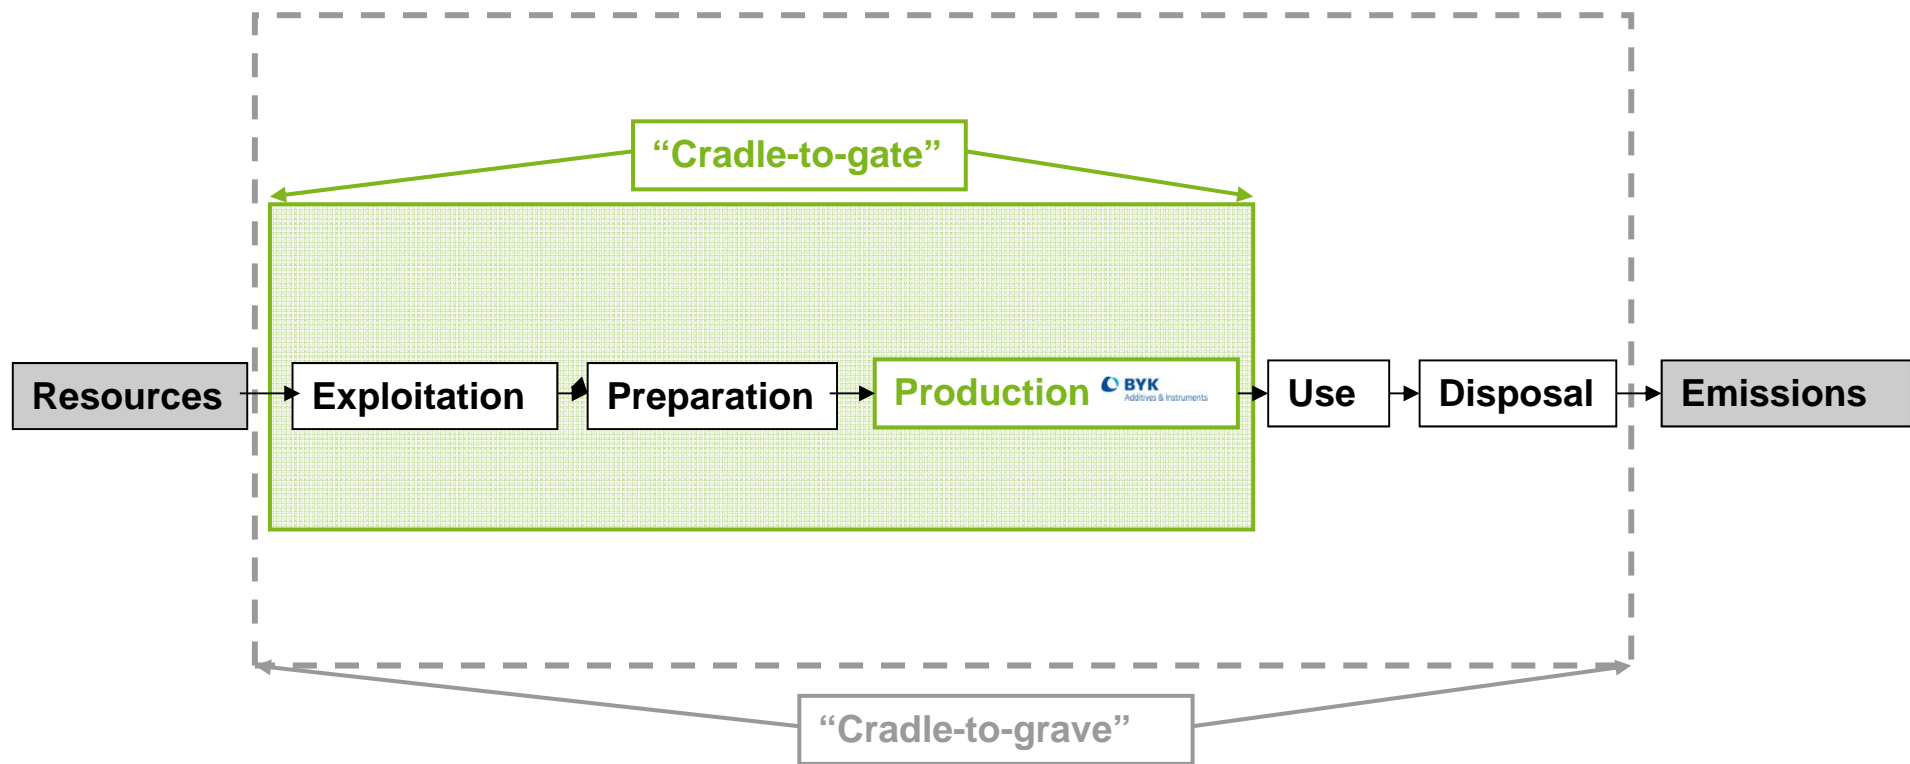 “Cradle-to-gate”
Resources
Exploitation
Preparation
Production
BYK
Additives & Instruments
Use
Disposal
Emissions
“Cradle-to-grave”